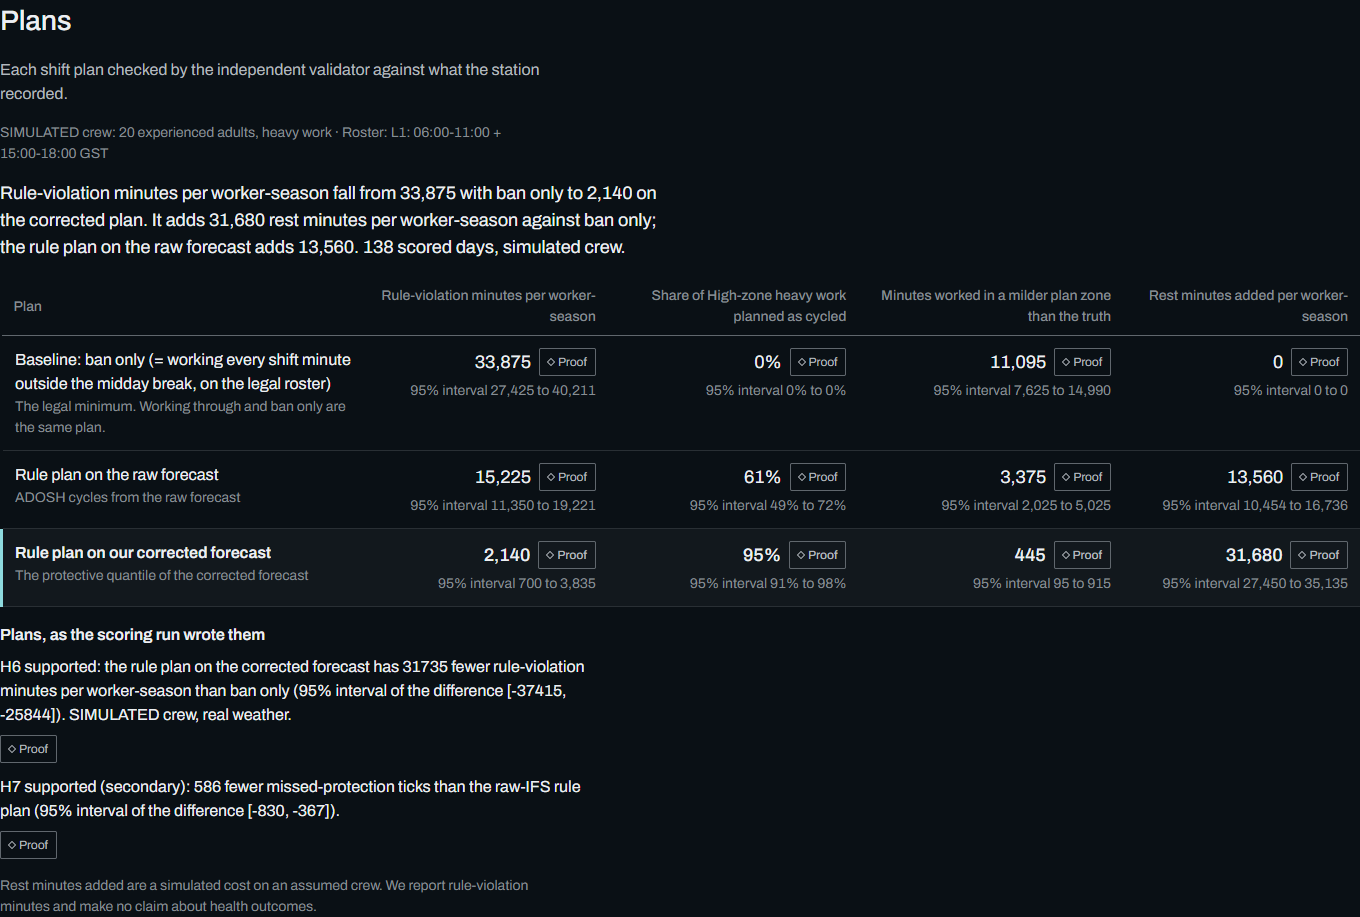 Plans
Each shift plan checked by the independent validator against what the station
recorded.
SIMULATED crew: 20 experienced adults, heavy work · Roster: L1: 06:00-11:00 +
15:00-18:00 GST
Rule-violation minutes per worker-season fall from 33,875 with ban only to 2,140 on
the corrected plan. It adds 31,680 rest minutes per worker-season against ban only;
the rule plan on the raw forecast adds 13,560. 138 scored days, simulated crew.
Plan
Rule-violation minutes per worker-
season
Share of High-zone heavy work
planned as cycled
Minutes worked in a milder plan zone
than the truth
Rest minutes added per worker-
season
Baseline: ban only (= working every shift minute
outside the midday break, on the legal roster)
The legal minimum. Working through and ban only are
the same plan.
33,875 ◇ Proof
95% interval 27,425 to 40,211
0% ◇ Proof
95% interval 0% to 0%
11,095 ◇ Proof
95% interval 7,625 to 14,990
0 ◇ Proof
95% interval 0 to 0
Rule plan on the raw forecast
ADOSH cycles from the raw forecast
15,225 ◇ Proof
95% interval 11,350 to 19,221
61% ◇ Proof
95% interval 49% to 72%
3,375 ◇ Proof
95% interval 2,025 to 5,025
13,560 ◇ Proof
95% interval 10,454 to 16,736
Rule plan on our corrected forecast
The protective quantile of the corrected forecast
2,140 ◇ Proof
95% interval 700 to 3,835
95% ◇ Proof
95% interval 91% to 98%
445 ◇ Proof
95% interval 95 to 915
31,680 ◇ Proof
95% interval 27,450 to 35,135
Plans, as the scoring run wrote them
H6 supported: the rule plan on the corrected forecast has 31735 fewer rule-violation
minutes per worker-season than ban only (95% interval of the difference [-37415,
-25844]). SIMULATED crew, real weather.
◇ Proof
H7 supported (secondary): 586 fewer missed-protection ticks than the raw-IFS rule
plan (95% interval of the difference [-830, -367]).
◇ Proof
Rest minutes added are a simulated cost on an assumed crew. We report rule-violation
minutes and make no claim about health outcomes.